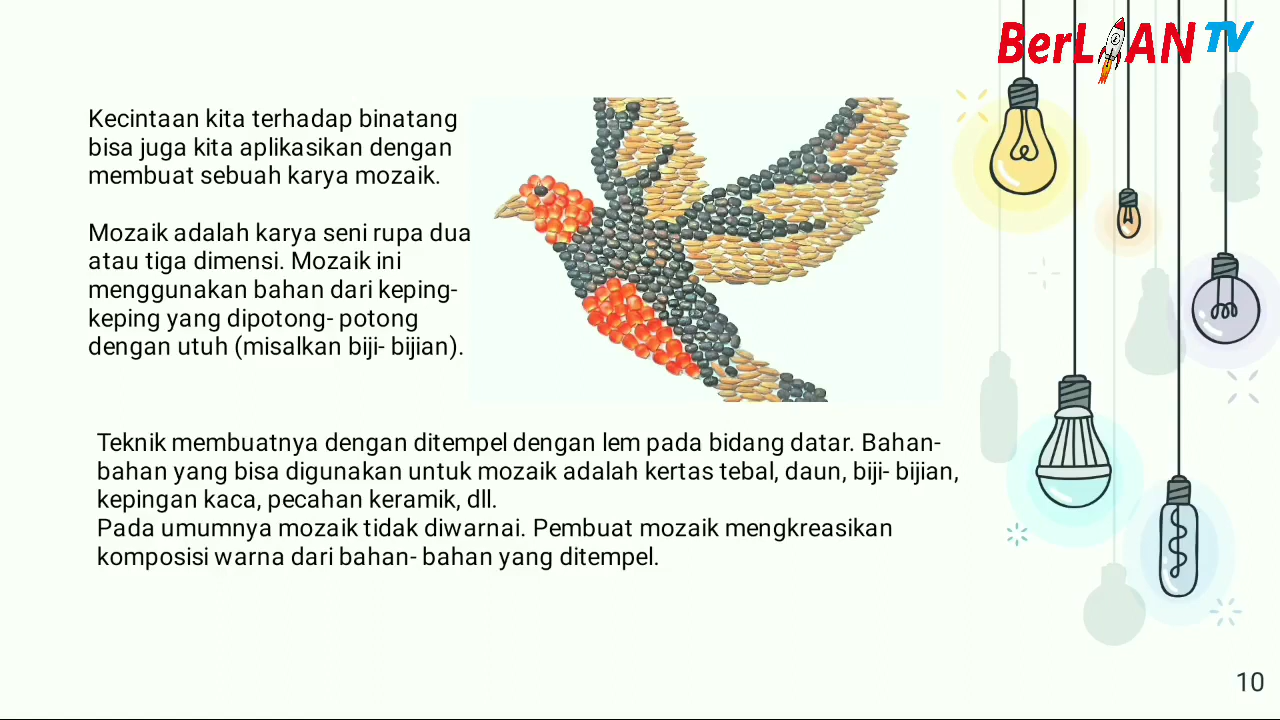 BerLIAN TV
Kecintaan kita terhadap binatang
bisa juga kita aplikasikan dengan
membuat sebuah karya mozaik.
Mozaik adalah karya seni rupa dua
atau tiga dimensi. Mozaik ini
menggunakan bahan dari keping-
keping yang dipotong- potong
dengan utuh (misalkan biji- bijian).
Teknik membuatnya dengan ditempel dengan lem pada bidang datar. Bahan-
bahan yang bisa digunakan untuk mozaik adalah kertas tebal, daun, biji- bijian,
kepingan kaca, pecahan keramik, dll.
Pada umumnya mozaik tidak diwarnai. Pembuat mozaik mengkreasikan
komposisi warna dari bahan- bahan yang ditempel.
10